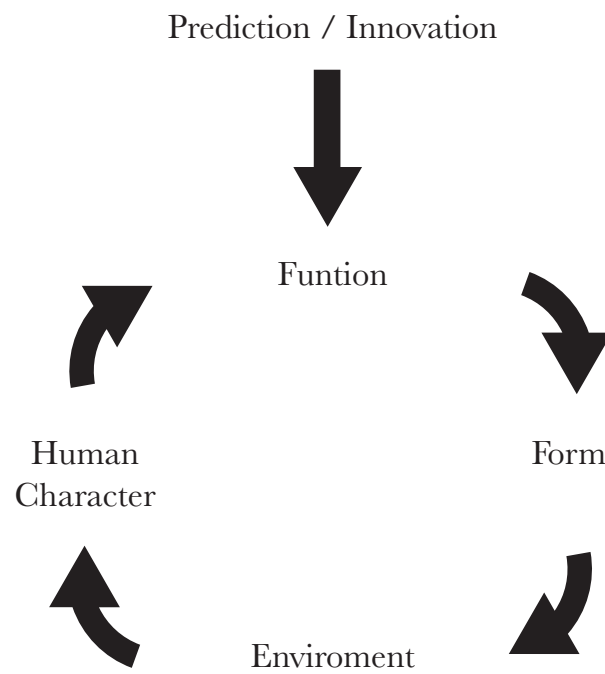 Prediction / Innovation
Funtion
Human
Character
Form
Enviroment